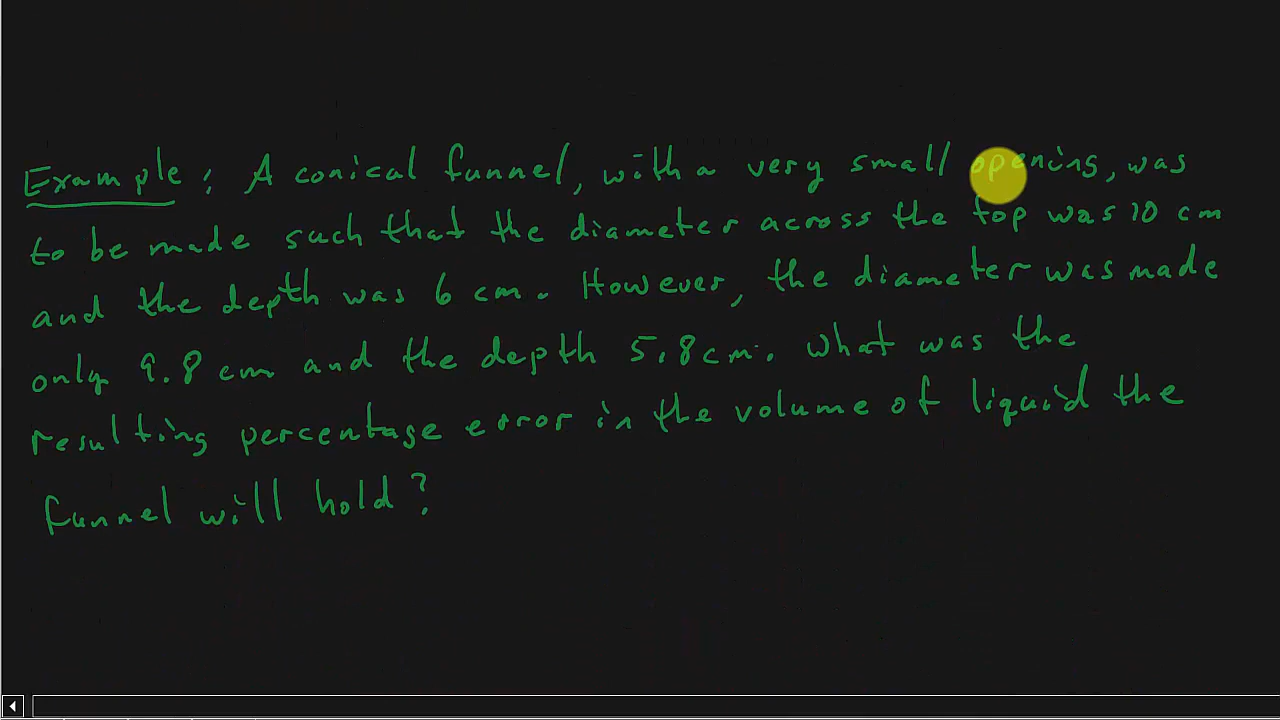 Example: A conical funnel, with a very small opening, was
to be made such that the diameter across the top was 10 cm
and the depth was 6 cm. However, the diameter was made
only 9.8 cm and the depth 5.8 cm. What was the
resulting percentage error in the volume of liquid the
funnel will hold?